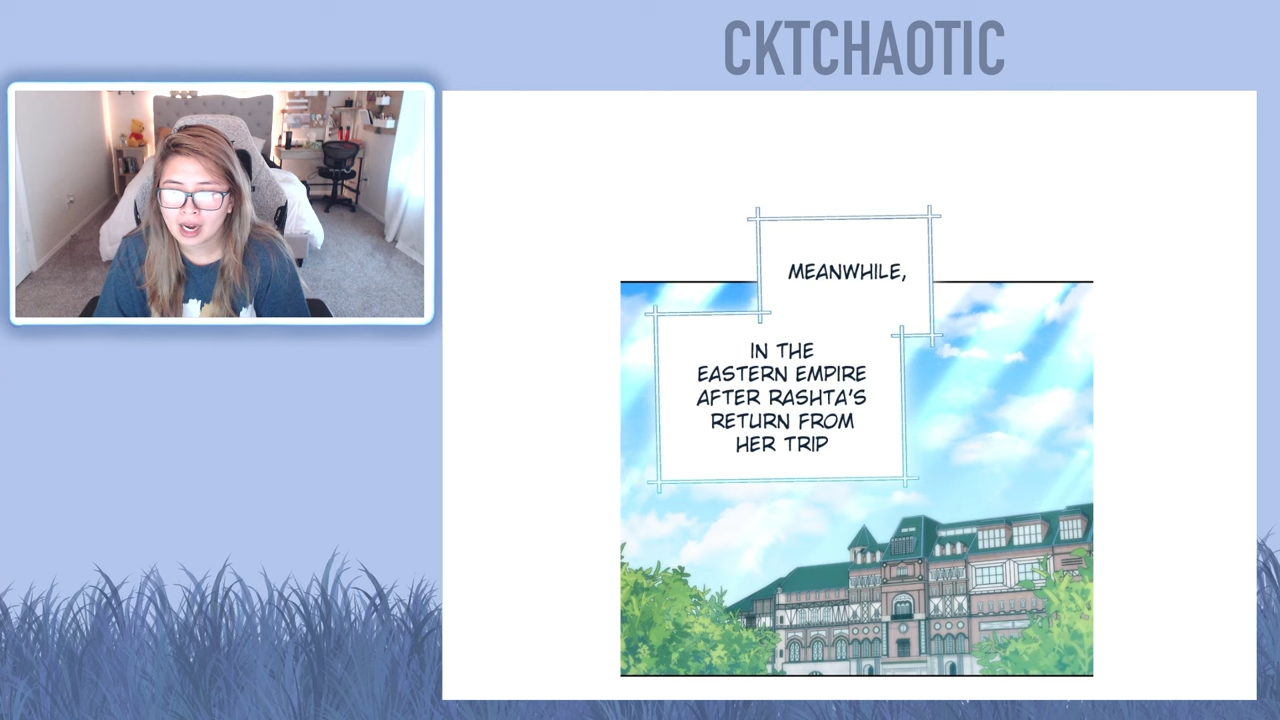 CKTCHAOTIC
MEANWHILE,
IN THE
EASTERN EMPIRE
AFTER RASHTA'S
RETURN FROM
HER TRIP